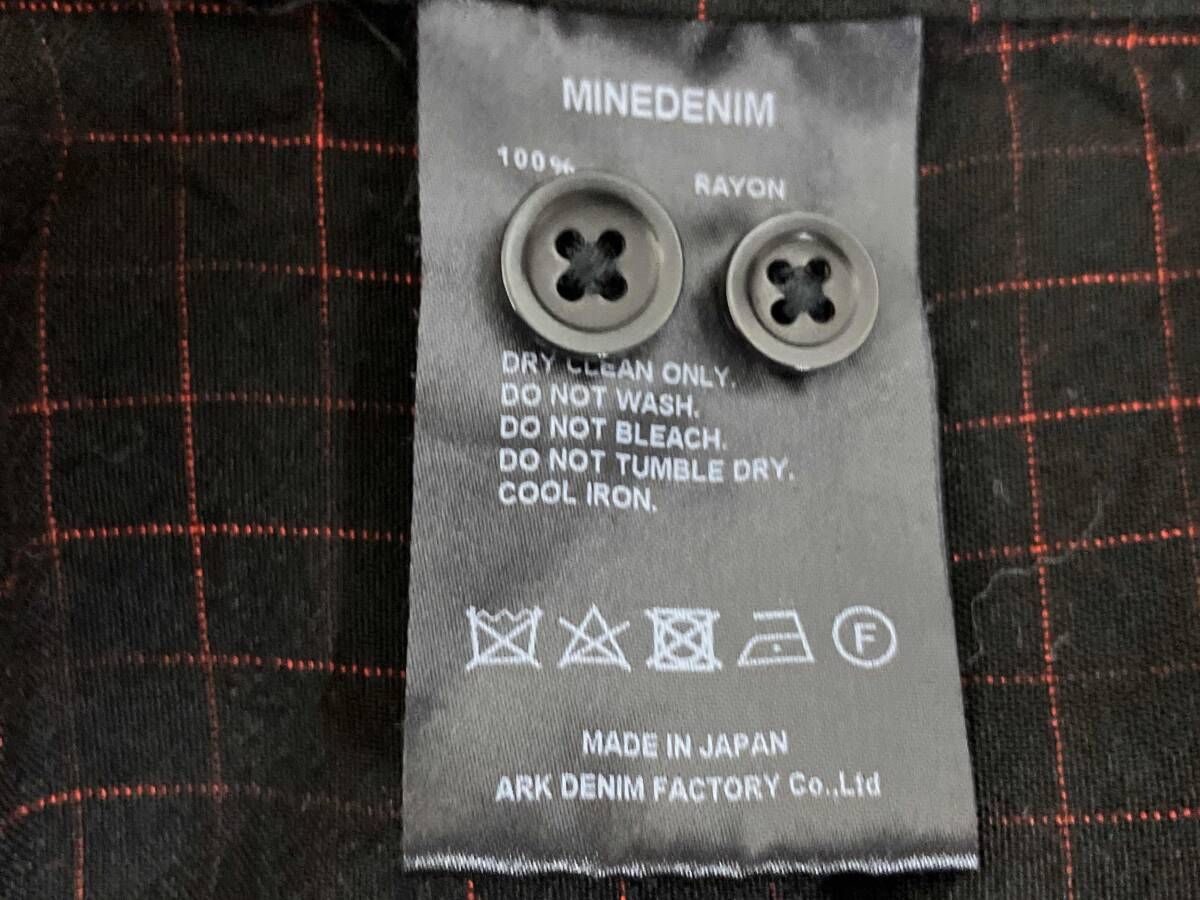 MINEDENIM
100% RAYON
DRY CLEAN ONLY.
DO NOT WASH.
DO NOT BLEACH.
DO NOT TUMBLE DRY.
COOL IRON.
F
MADE IN JAPAN
ARK DENIM FACTORY Co.,Ltd